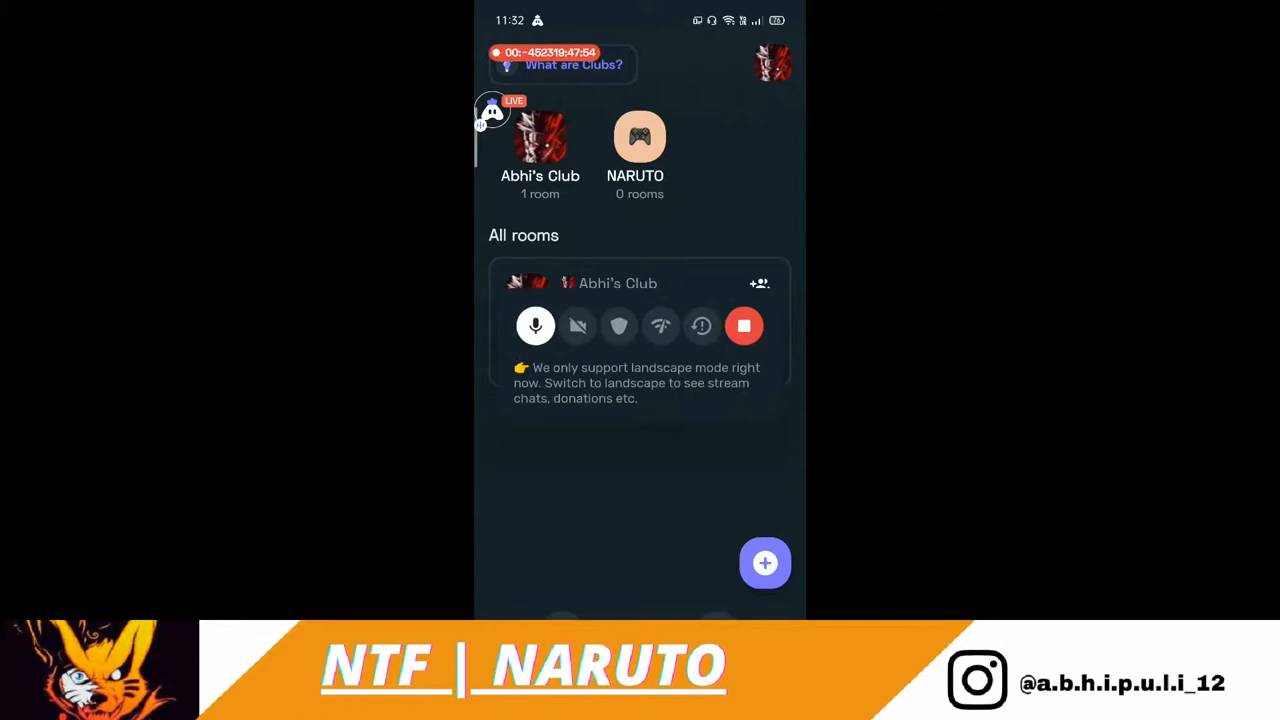 11:32
76
00:-452319:47:54
What are Clubs?
LIVE
Abhi's Club
1 room
NARUTO
0 rooms
All rooms
Abhi's Club
👉 We only support landscape mode right
now. Switch to landscape to see stream
chats, donations etc.
NTF | NARUTO
@a.b.h.i.p.u.l.i_12